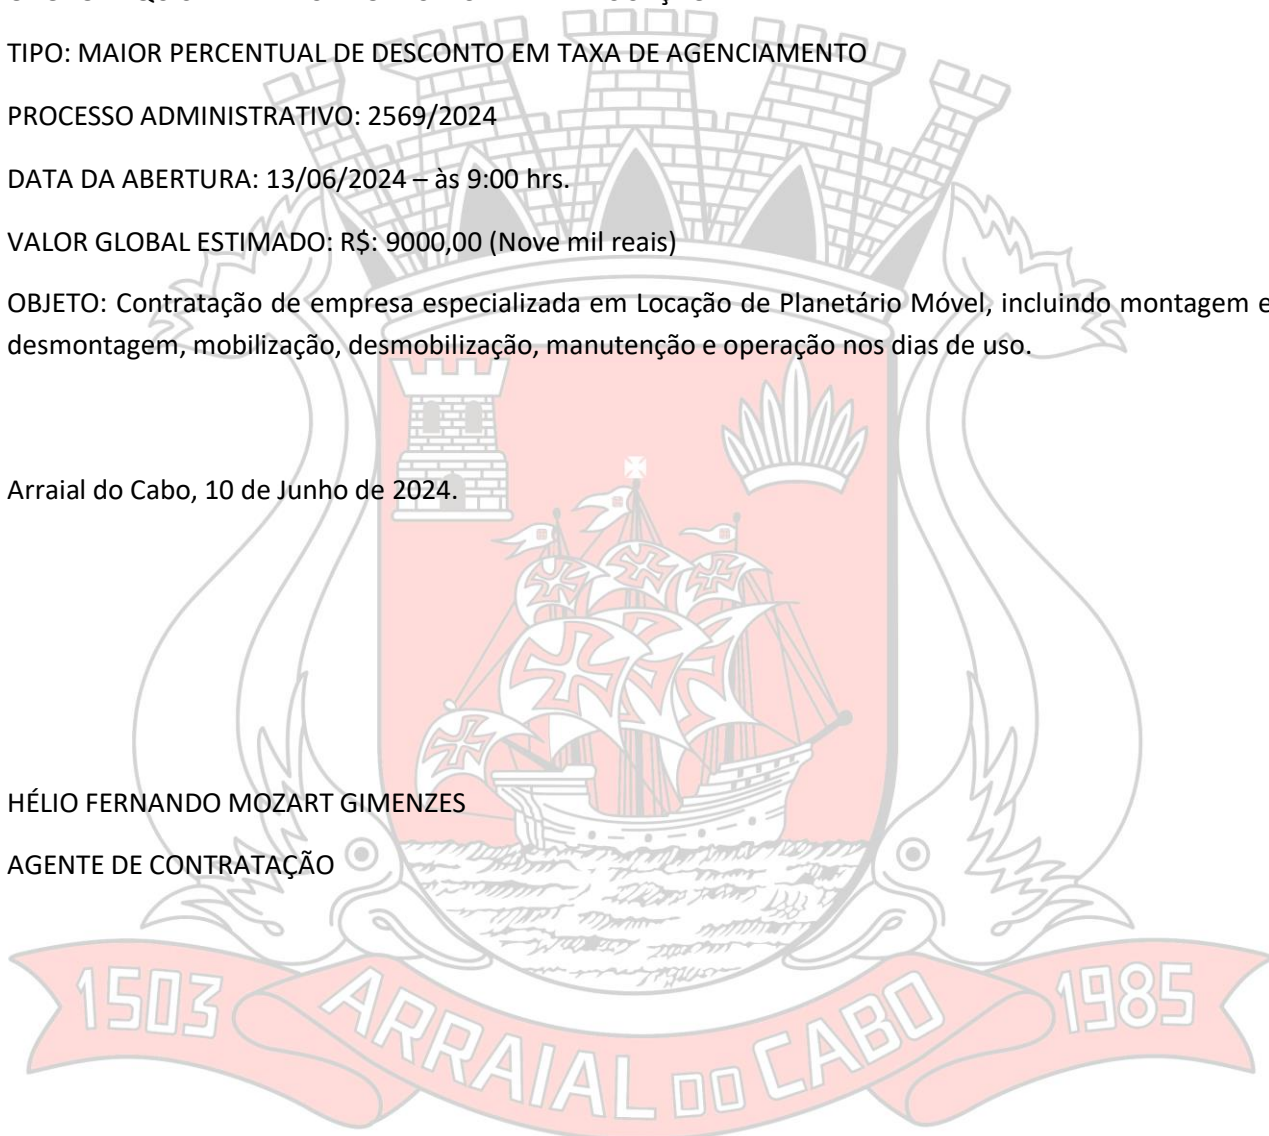 TIPO: MAIOR PERCENTUAL DE DESCONTO EM TAXA DE AGENCIAMENTO
PROCESSO ADMINISTRATIVO: 2569/2024
DATA DA ABERTURA: 13/06/2024 – às 9:00 hrs.
VALOR GLOBAL ESTIMADO: R$: 9000,00 (Nove mil reais)
OBJETO: Contratação de empresa especializada em Locação de Planetário Móvel, incluindo montagem e
desmontagem, mobilização, desmobilização, manutenção e operação nos dias de uso.
Arraial do Cabo, 10 de Junho de 2024.
HÉLIO FERNANDO MOZART GIMENZES
AGENTE DE CONTRATAÇÃO
1503 ARRAIAL DO CABO 1985